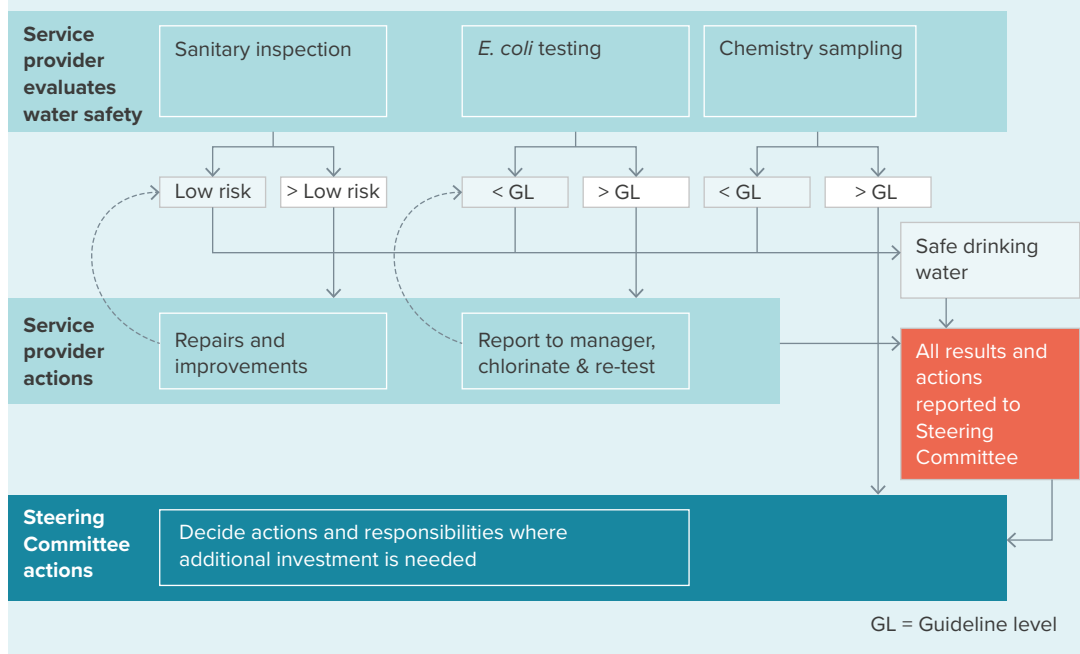 Service
provider
evaluates
water safety
Sanitary inspection
E. coli testing
Chemistry sampling
Low risk
> Low risk
< GL
> GL
< GL
> GL
Safe drinking
water
Service
provider
actions
Repairs and
improvements
Report to manager,
chlorinate & re-test
All results and
actions
reported to
Steering
Committee
Steering
Committee
actions
Decide actions and responsibilities where
additional investment is needed
GL = Guideline level